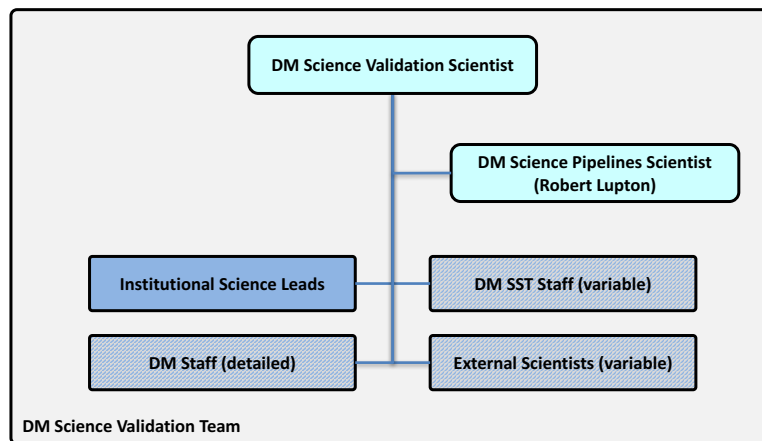 DM Science Validation Scientist
DM Science Pipelines Scientist
(Robert Lupton)
Institutional Science Leads
DM SST Staff (variable)
DM Staff (detailed)
External Scientists (variable)
DM Science Validation Team